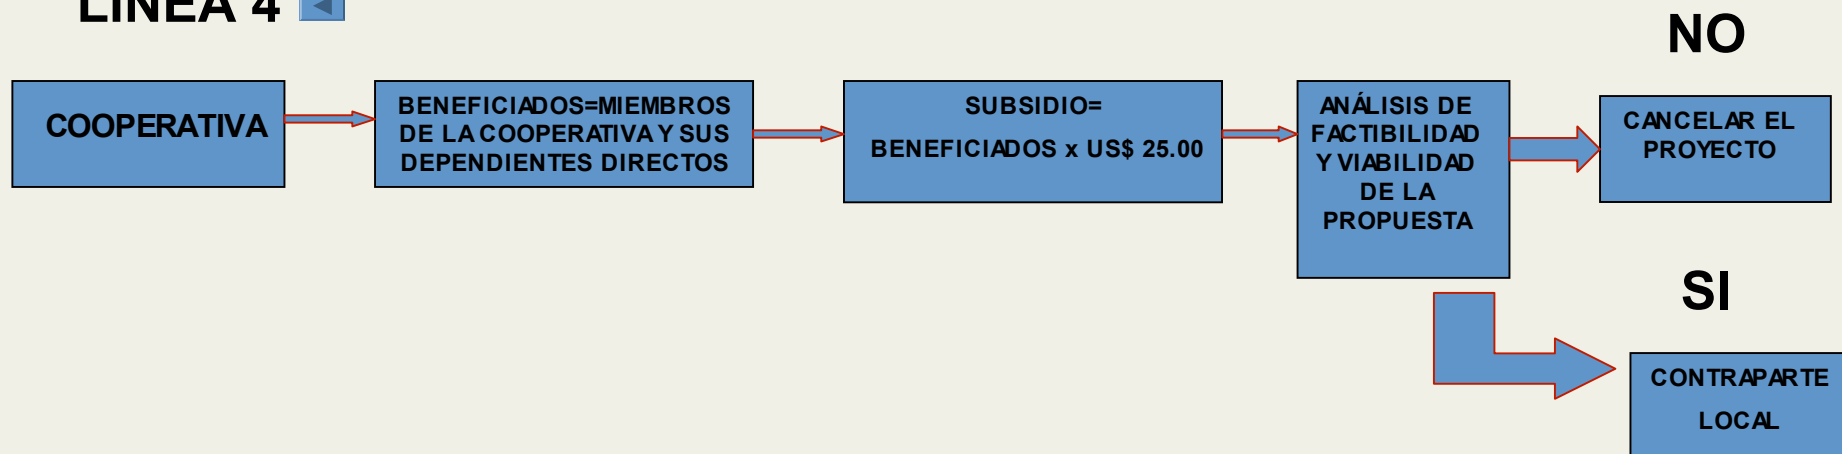 LINEA 4
NO
COOPERATIVA
BENEFICIADOS=MIEMBROS
DE LA COOPERATIVA Y SUS
DEPENDIENTES DIRECTOS
SUBSIDIO=
BENEFICIADOS x US$ 25.00
ANÁLISIS DE
FACTIBILIDAD
Y VIABILIDAD
DE LA
PROPUESTA
CANCELAR EL
PROYECTO
SI
CONTRAPARTE
LOCAL